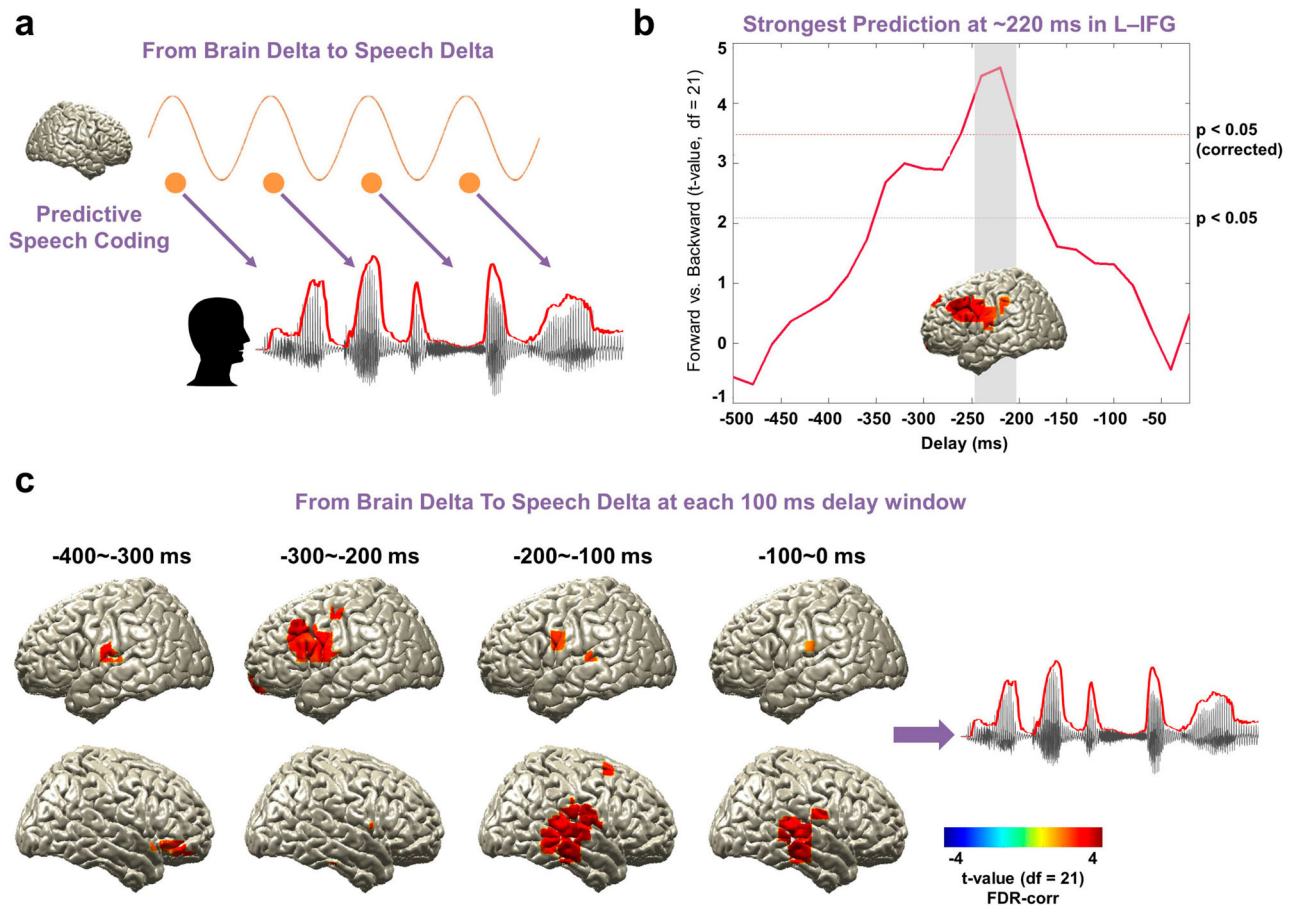 a
From Brain Delta to Speech Delta
Predictive
Speech Coding
b
Strongest Prediction at ~220 ms in L–IFG
Forward vs. Backward (t-value, df = 21)
5
4
3
2
1
0
-1
p < 0.05
(corrected)
p < 0.05
-500 -450 -400 -350 -300 -250 -200 -150 -100 -50
Delay (ms)
c
From Brain Delta To Speech Delta at each 100 ms delay window
-400~-300 ms
-300~-200 ms
-200~-100 ms
-100~0 ms
-4 4
t-value (df = 21)
FDR-corr